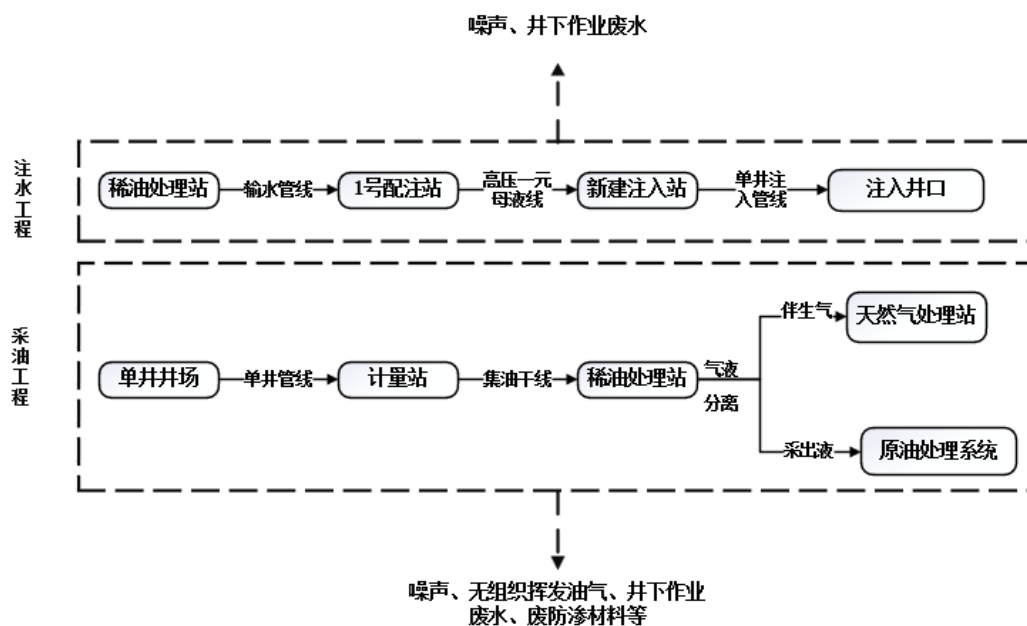 噪声、井下作业废水
注水工程
稀油处理站
输水管线
1号配注站
高压一元
母液线
新建注入站
单井注
入管线
注入井口
采油工程
单井井场
单井管线
计量站
集油干线
稀油处理站
气液
分离
伴生气
天然气处理站
采出液
原油处理系统
噪声、无组织挥发油气、井下作业
废水、废防渗材料等